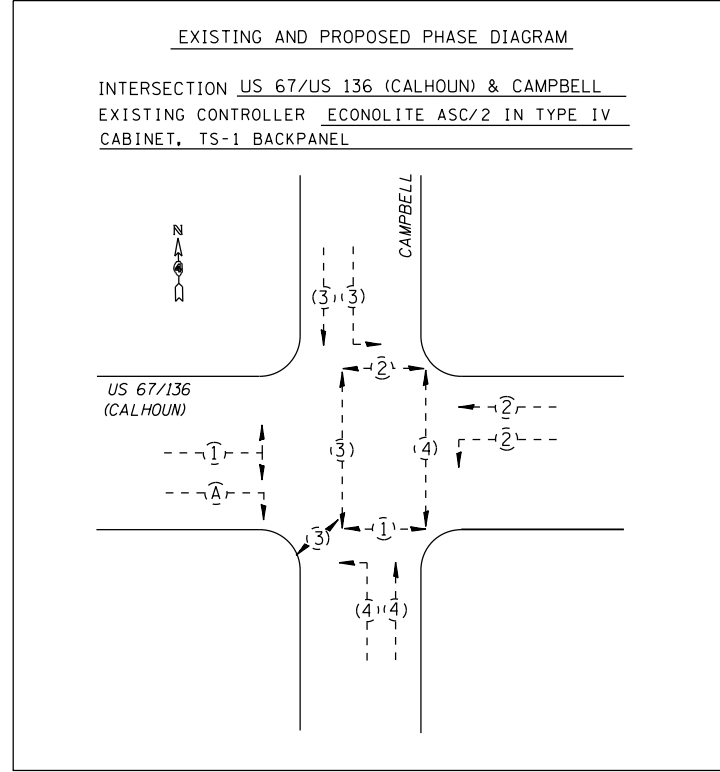 EXISTING AND PROPOSED PHASE DIAGRAM
INTERSECTION US 67/US 136 (CALHOUN) & CAMPBELL
EXISTING CONTROLLER ECONOLITE ASC/2 IN TYPE IV
CABINET, TS-1 BACKPANEL
CAMPBELL
N
3 3
2
US 67/136
(CALHOUN)
2
2
1
3
4
A
3
1
4 4